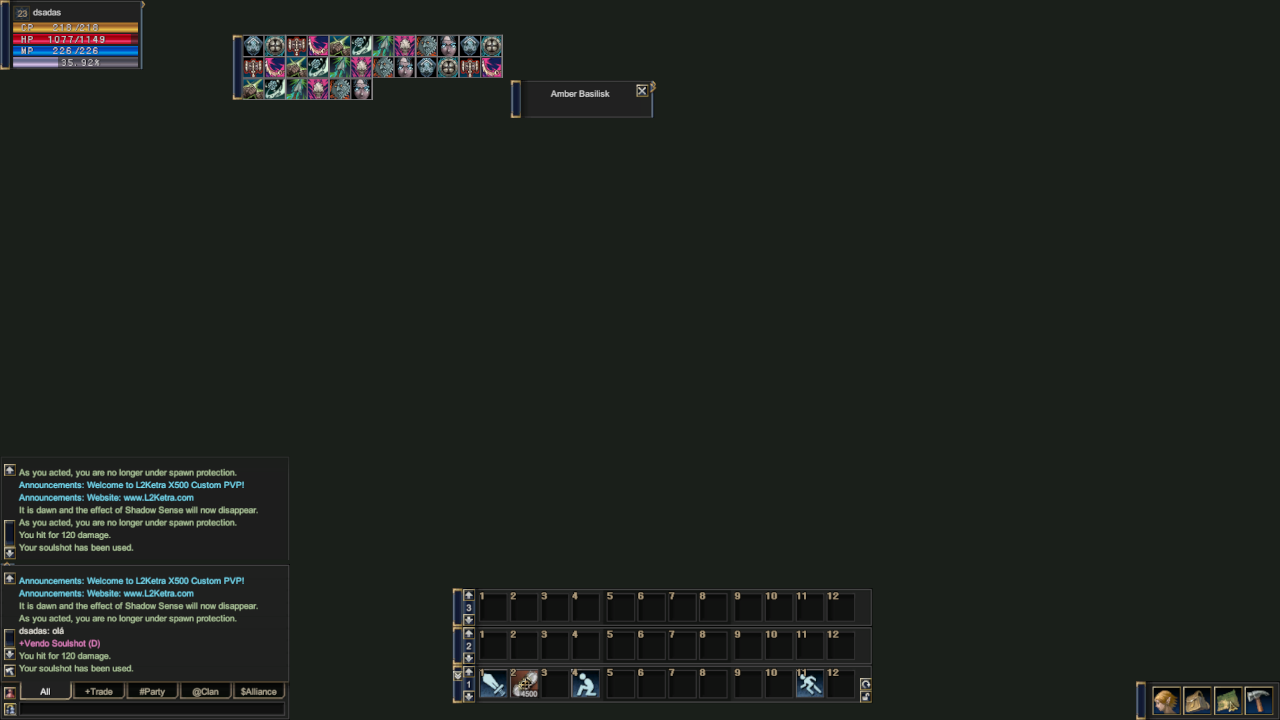 23 dsadas
CP 218/218
HP 1077/1149
MP 226/226
35.92%
Amber Basilisk
As you acted, you are no longer under spawn protection.
Announcements: Welcome to L2Ketra X500 Custom PVP!
Announcements: Website: www.L2Ketra.com
It is dawn and the effect of Shadow Sense will now disappear.
As you acted, you are no longer under spawn protection.
You hit for 120 damage.
Your soulshot has been used.
Announcements: Welcome to L2Ketra X500 Custom PVP!
Announcements: Website: www.L2Ketra.com
It is dawn and the effect of Shadow Sense will now disappear.
As you acted, you are no longer under spawn protection.
dsadas: olá
+Vendo Soulshot (D)
You hit for 120 damage.
Your soulshot has been used.
All +Trade #Party @Clan $Alliance
3 1 2 3 4 5 6 7 8 9 10 11 12
2 1 2 3 4 5 6 7 8 9 10 11 12
1 1 2 3 4 5 6 7 8 9 10 11 12
4500